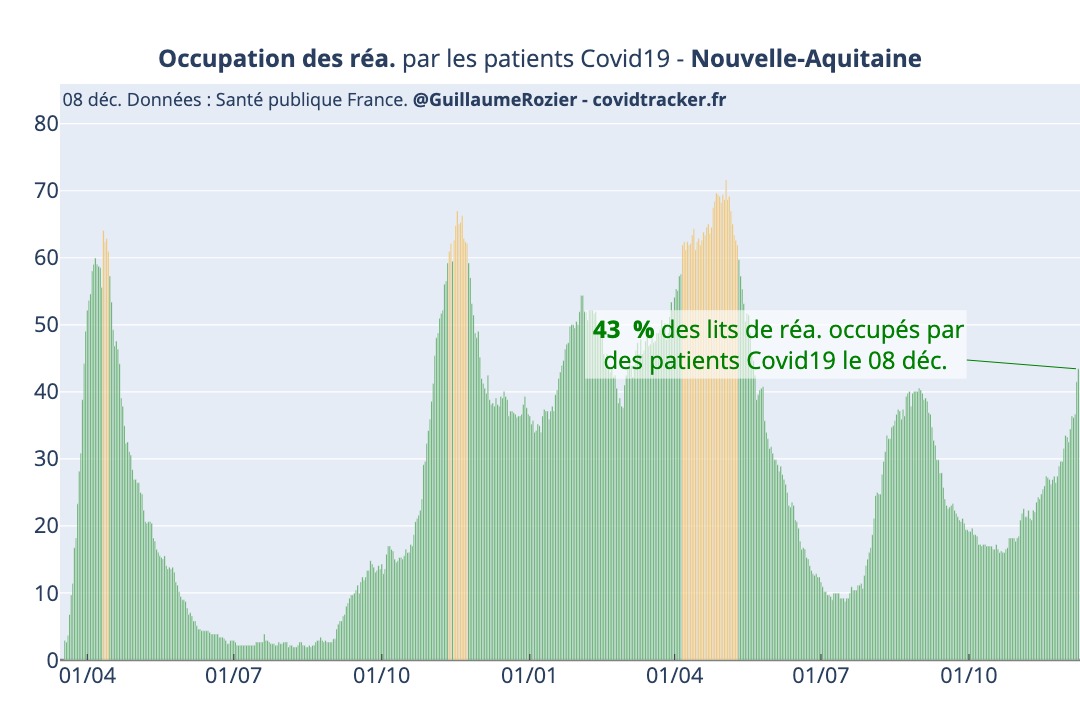 Occupation des réa. par les patients Covid19 - Nouvelle-Aquitaine
08 déc. Données : Santé publique France. @GuillaumeRozier - covidtracker.fr
80
70
60
50
40
30
20
10
0
43 % des lits de réa. occupés par
des patients Covid19 le 08 déc.
01/04 01/07 01/10 01/01 01/04 01/07 01/10